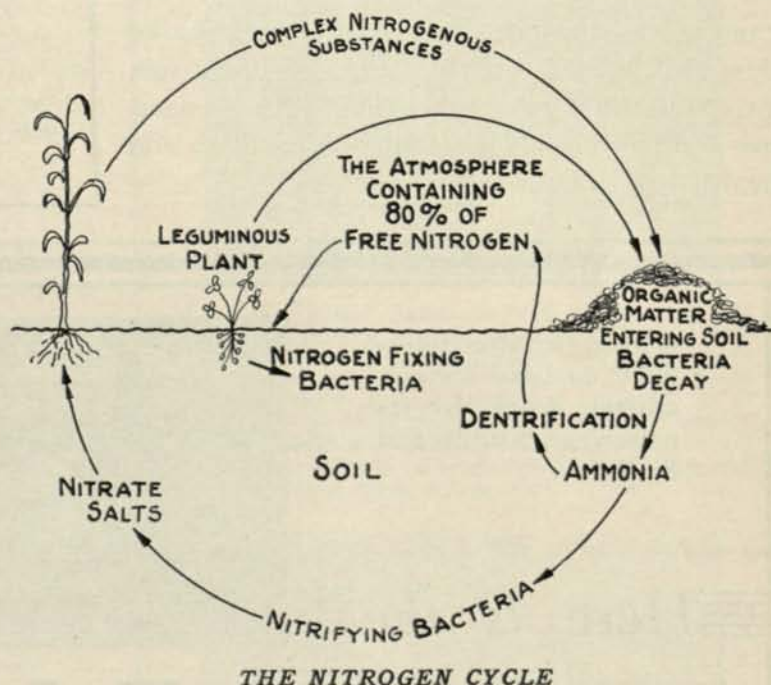 COMPLEX NITROGENOUS
SUBSTANCES
THE ATMOSPHERE
CONTAINING
80% OF
FREE NITROGEN
LEGUMINOUS
PLANT
ORGANIC
MATTER
ENTERING SOIL
BACTERIA
DECAY
NITROGEN FIXING
BACTERIA
DENTRIFICATION
SOIL
AMMONIA
NITRATE
SALTS
NITRIFYING BACTERIA
THE NITROGEN CYCLE